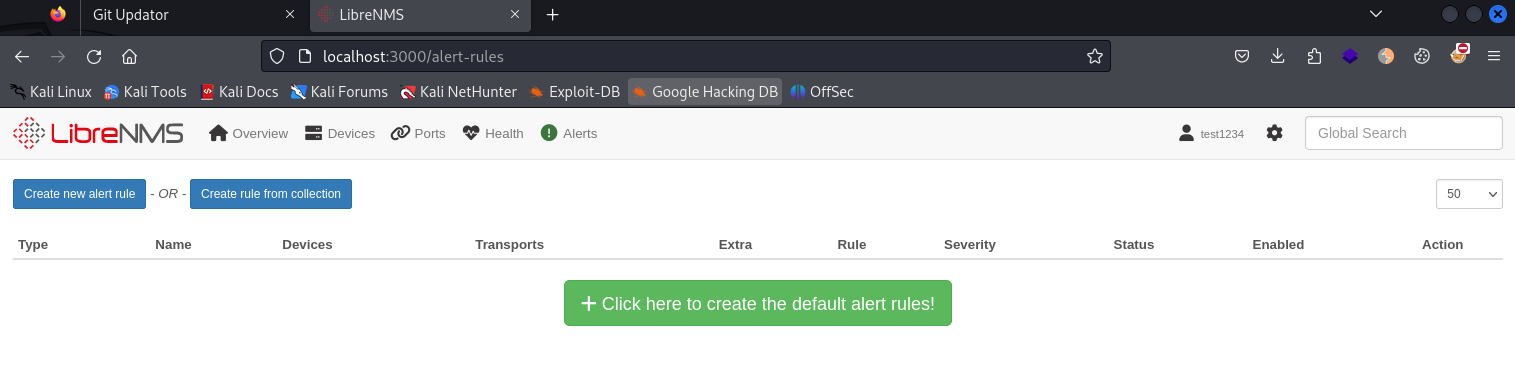 Git Updator LibreNMS
localhost:3000/alert-rules
Kali Linux Kali Tools Kali Docs Kali Forums Kali NetHunter Exploit-DB Google Hacking DB OffSec
LibreNMS Overview Devices Ports Health Alerts test1234 Global Search
Create new alert rule - OR - Create rule from collection 50
Type Name Devices Transports Extra Rule Severity Status Enabled Action
+ Click here to create the default alert rules!